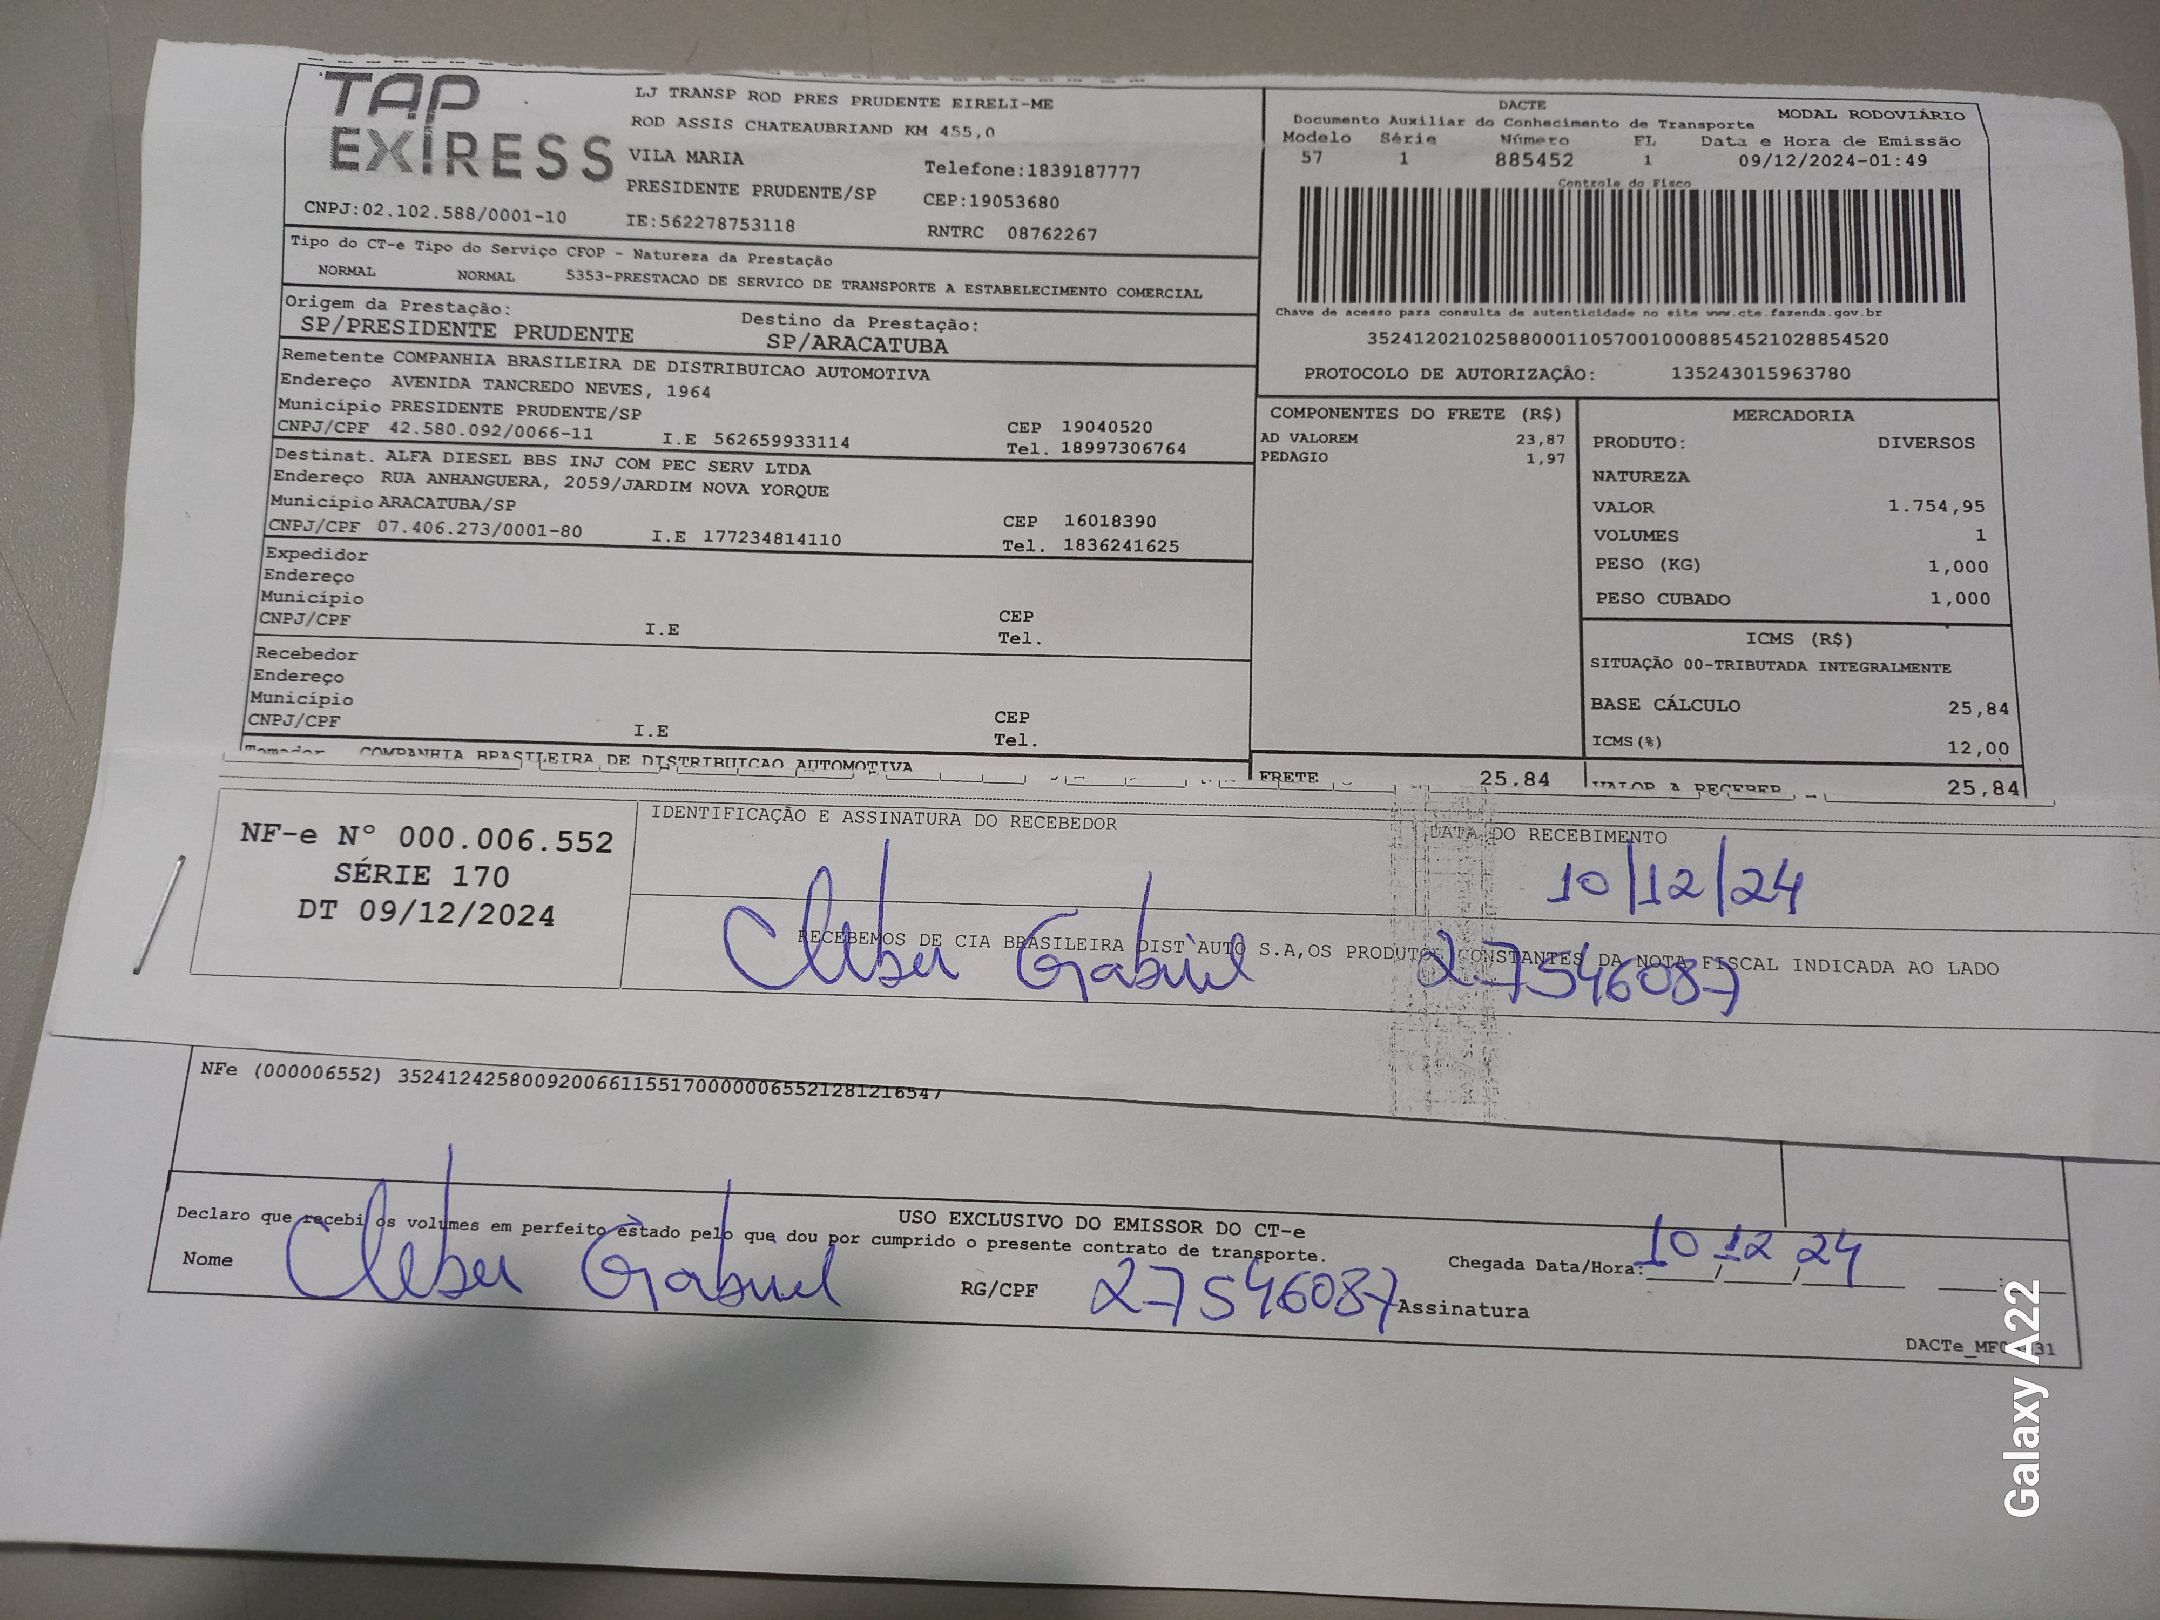 TAP
EXIRESS
LJ TRANSP ROD PRES PRUDENTE EIRELI-ME
ROD ASSIS CHATEAUBRIAND KM 455,0
VILA MARIA
Telefone:1839187777
PRESIDENTE PRUDENTE/SP
CEP:19053680
CNPJ:02.102.588/0001-10
IE:562278753118
RNTRC 08762267
DACTE
MODAL RODOVIÁRIO
Documento Auxiliar do Conhecimento de Transporte
Modelo Série Número FL Data e Hora de Emissão
57 1 885452 1 09/12/2024-01:49
Controle do Fisco
Chave de acesso para consulta de autenticidade no site www.cte.fazenda.gov.br
35241202102588000110570010008854521028854520
PROTOCOLO DE AUTORIZAÇÃO: 135243015963780
Tipo do CT-e Tipo do Serviço CFOP - Natureza da Prestação
NORMAL NORMAL 5353-PRESTACAO DE SERVICO DE TRANSPORTE A ESTABELECIMENTO COMERCIAL
Origem da Prestação: Destino da Prestação:
SP/PRESIDENTE PRUDENTE SP/ARACATUBA
Remetente COMPANHIA BRASILEIRA DE DISTRIBUICAO AUTOMOTIVA
Endereço AVENIDA TANCREDO NEVES, 1964
Município PRESIDENTE PRUDENTE/SP CEP 19040520
CNPJ/CPF 42.580.092/0066-11 I.E 562659933114 Tel. 18997306764
Destinat. ALFA DIESEL BBS INJ COM PEC SERV LTDA
Endereço RUA ANHANGUERA, 2059/JARDIM NOVA YORQUE
Município ARACATUBA/SP CEP 16018390
CNPJ/CPF 07.406.273/0001-80 I.E 177234814110 Tel. 1836241625
Expedidor
Endereço
Município CEP
CNPJ/CPF I.E Tel.
Recebedor
Endereço
Município CEP
CNPJ/CPF I.E Tel.
Tomador COMPANHIA BRASILEIRA DE DISTRIBUICAO AUTOMOTIVA
COMPONENTES DO FRETE (R$)
AD VALOREM 23,87
PEDAGIO 1,97
FRETE 25,84
MERCADORIA
PRODUTO: DIVERSOS
NATUREZA
VALOR 1.754,95
VOLUMES 1
PESO (KG) 1,000
PESO CUBADO 1,000
ICMS (R$)
SITUAÇÃO 00-TRIBUTADA INTEGRALMENTE
BASE CÁLCULO 25,84
ICMS(%) 12,00
VALOR A RECEBER 25,84
NF-e Nº 000.006.552
SÉRIE 170
DT 09/12/2024
IDENTIFICAÇÃO E ASSINATURA DO RECEBEDOR
DATA DO RECEBIMENTO
10/12/24
RECEBEMOS DE CIA BRASILEIRA DIST AUTO S.A,OS PRODUTOS CONSTANTES DA NOTA FISCAL INDICADA AO LADO
Cleber Gabriel 27546087
NFe (000006552) 35241242580092006611551700000065521281216547
USO EXCLUSIVO DO EMISSOR DO CT-e
Declaro que recebi os volumes em perfeito estado pelo que dou por cumprido o presente contrato de transporte.
Chegada Data/Hora: 10/12/24 :
Nome Cleber Gabriel RG/CPF 27546087 Assinatura
Galaxy A22